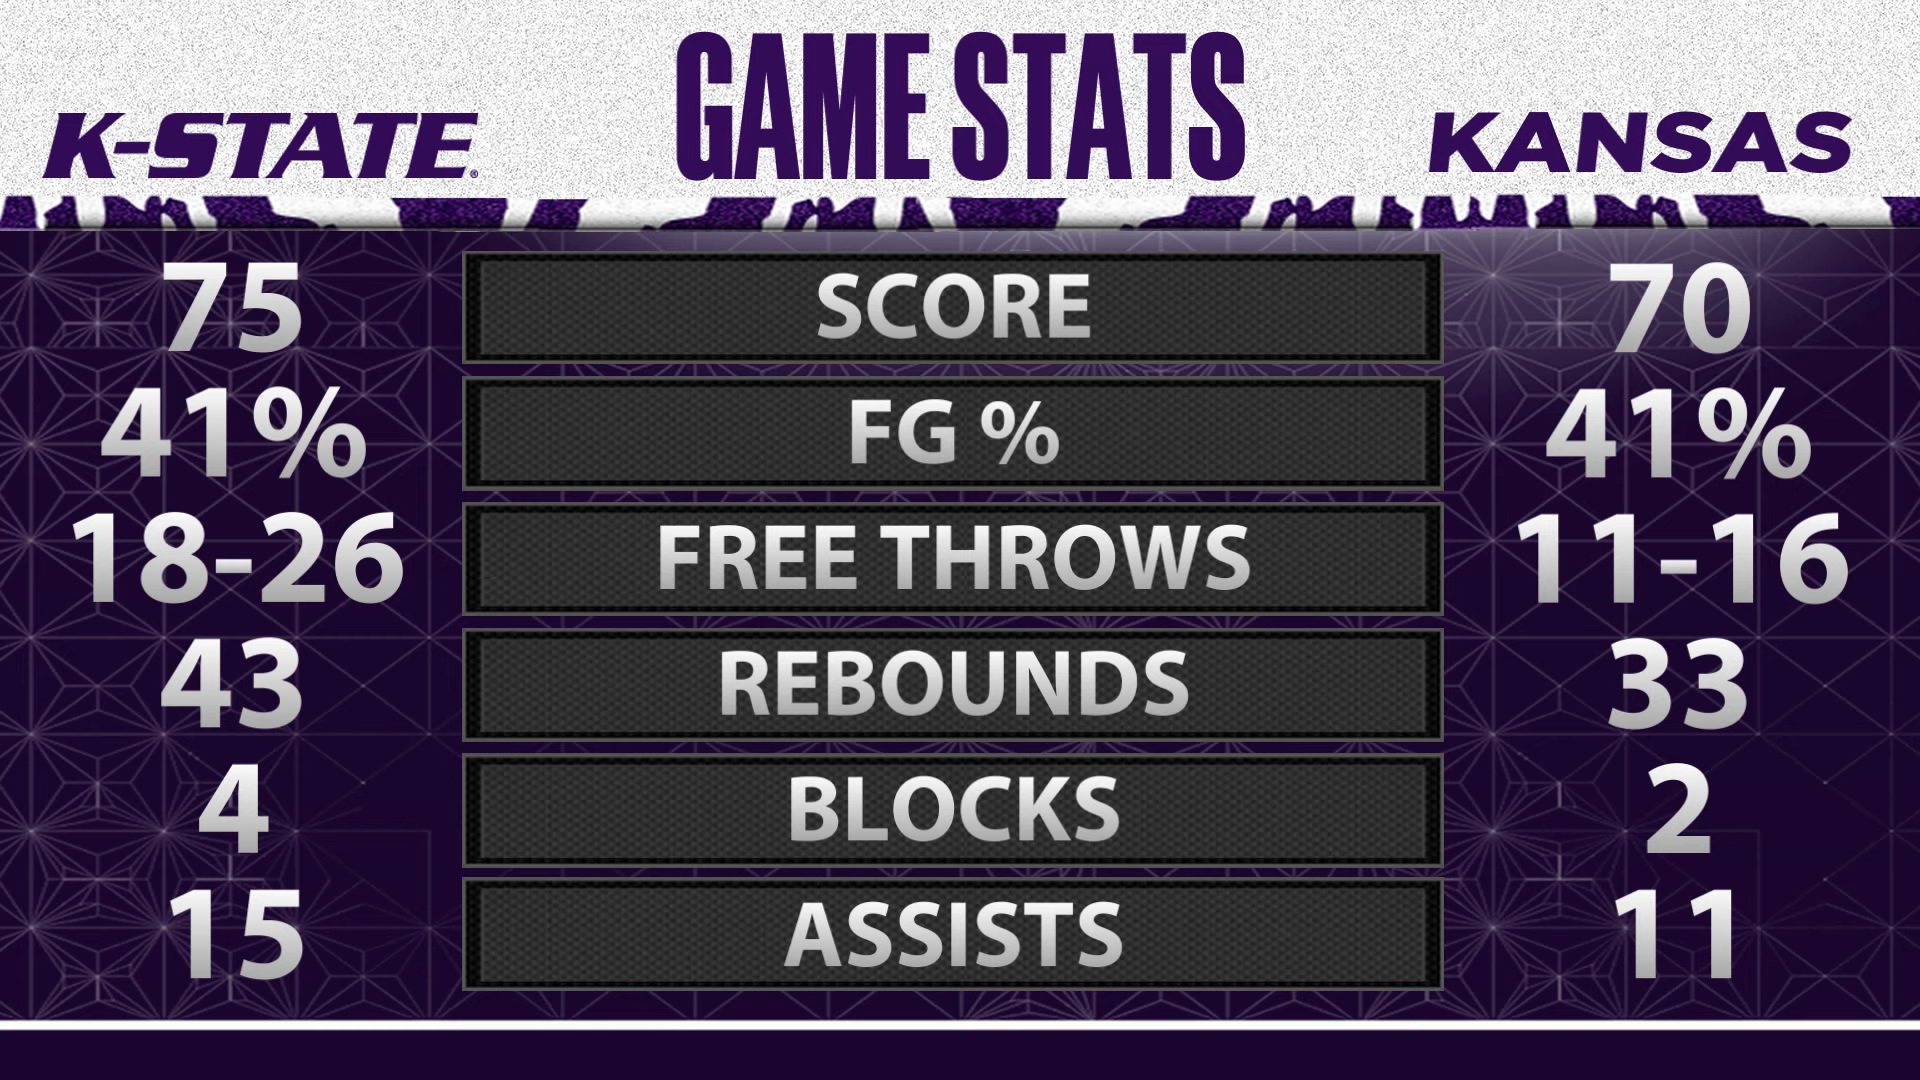 GAME STATS
K-STATE® KANSAS
75 SCORE 70
41% FG % 41%
18-26 FREE THROWS 11-16
43 REBOUNDS 33
4 BLOCKS 2
15 ASSISTS 11